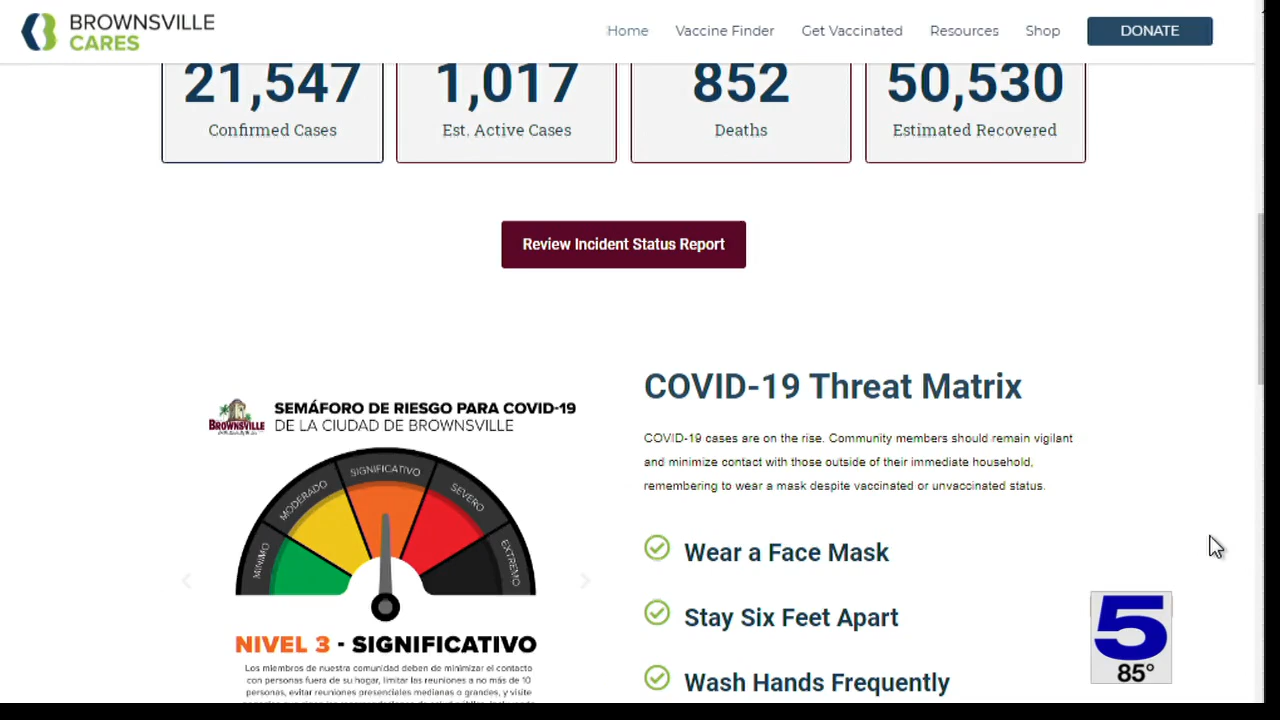 BROWNSVILLE
CARES
Home Vaccine Finder Get Vaccinated Resources Shop DONATE
21,547 1,017 852 50,530
Confirmed Cases Est. Active Cases Deaths Estimated Recovered
Review Incident Status Report
BROWNSVILLE
SEMÁFORO DE RIESGO PARA COVID-19
DE LA CIUDAD DE BROWNSVILLE
MÍNIMO MODERADO SIGNIFICATIVO SEVERO EXTREMO
NIVEL 3 - SIGNIFICATIVO
Los miembros de nuestra comunidad deben de minimizar el contacto
con personas fuera de su hogar, limitar las reuniones a no más de 10
personas, evitar reuniones presenciales medianas o grandes, y visite
COVID-19 Threat Matrix
COVID-19 cases are on the rise. Community members should remain vigilant
and minimize contact with those outside of their immediate household,
remembering to wear a mask despite vaccinated or unvaccinated status.
Wear a Face Mask
Stay Six Feet Apart
Wash Hands Frequently
5
85°